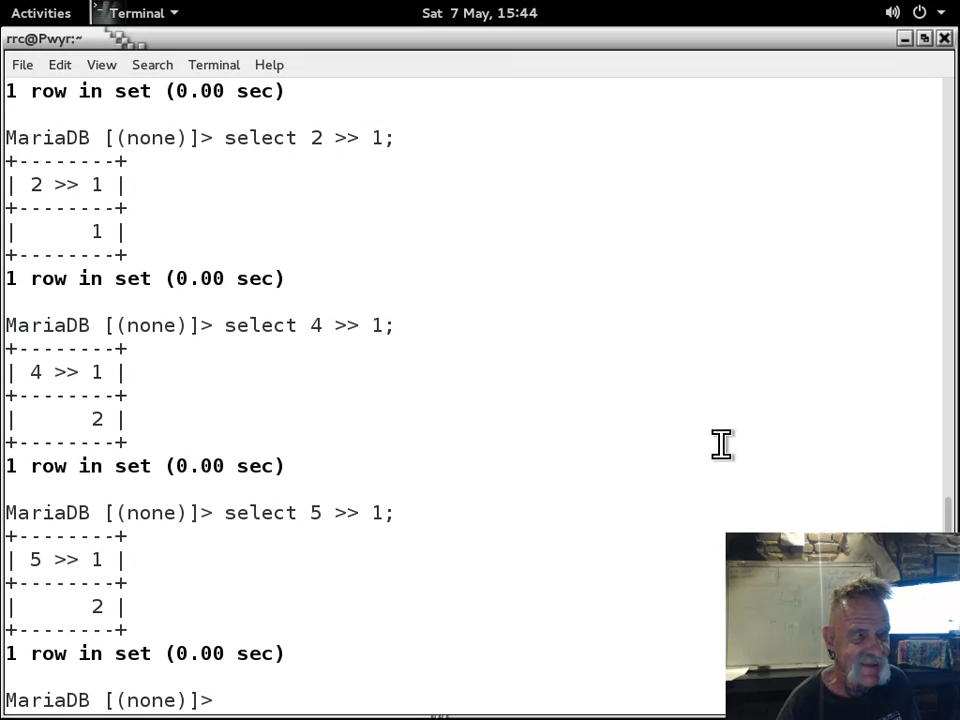 Activities Terminal Sat 7 May, 15:44
rrc@Pwyr:~
File Edit View Search Terminal Help
1 row in set (0.00 sec)
MariaDB [(none)]> select 2 >> 1;
+--------+
| 2 >> 1 |
+--------+
|      1 |
+--------+
1 row in set (0.00 sec)
MariaDB [(none)]> select 4 >> 1;
+--------+
| 4 >> 1 |
+--------+
|      2 |
+--------+
1 row in set (0.00 sec)
MariaDB [(none)]> select 5 >> 1;
+--------+
| 5 >> 1 |
+--------+
|      2 |
+--------+
1 row in set (0.00 sec)
MariaDB [(none)]>